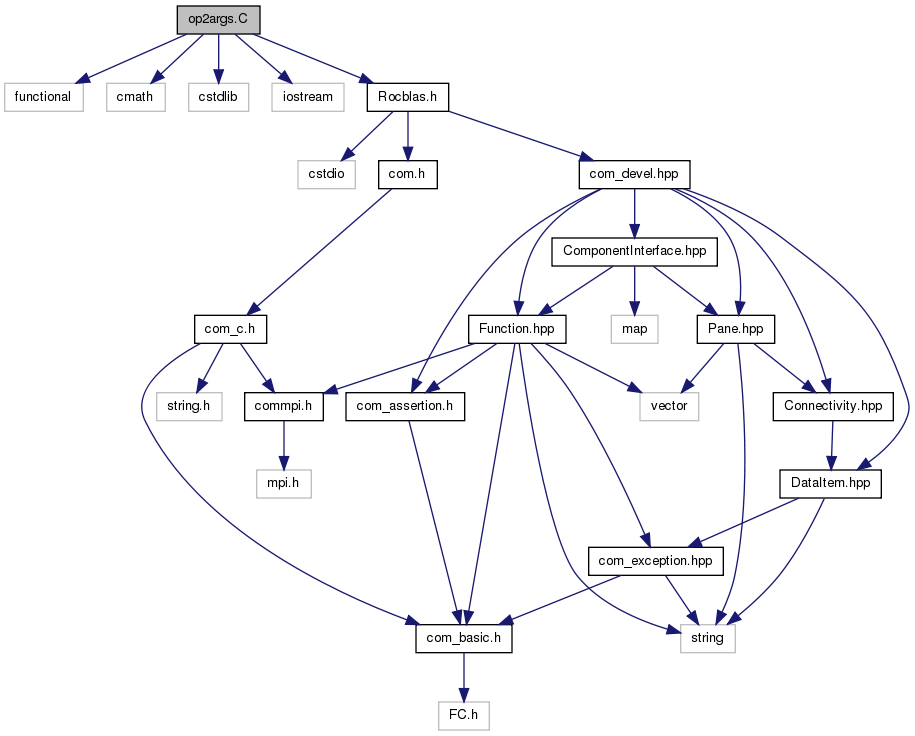 op2args.C
functional
cmath
cstdlib
iostream
Rocblas.h
cstdio
com.h
com_devel.hpp
ComponentInterface.hpp
com_c.h
Function.hpp
map
Pane.hpp
string.h
commpi.h
com_assertion.h
vector
Connectivity.hpp
mpi.h
DataItem.hpp
com_exception.hpp
com_basic.h
string
FC.h